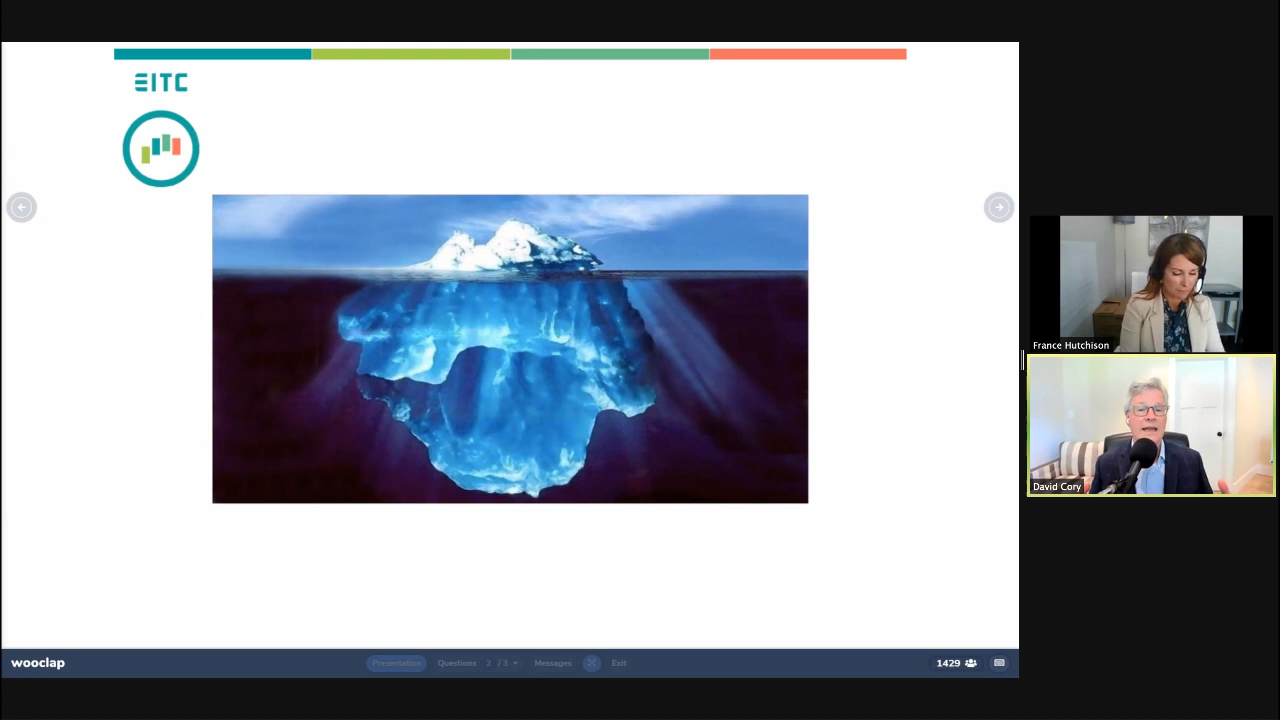 EITC
France Hutchison
David Cory
wooclap
Presentation
Questions 2 / 3
Messages
Exit
1429